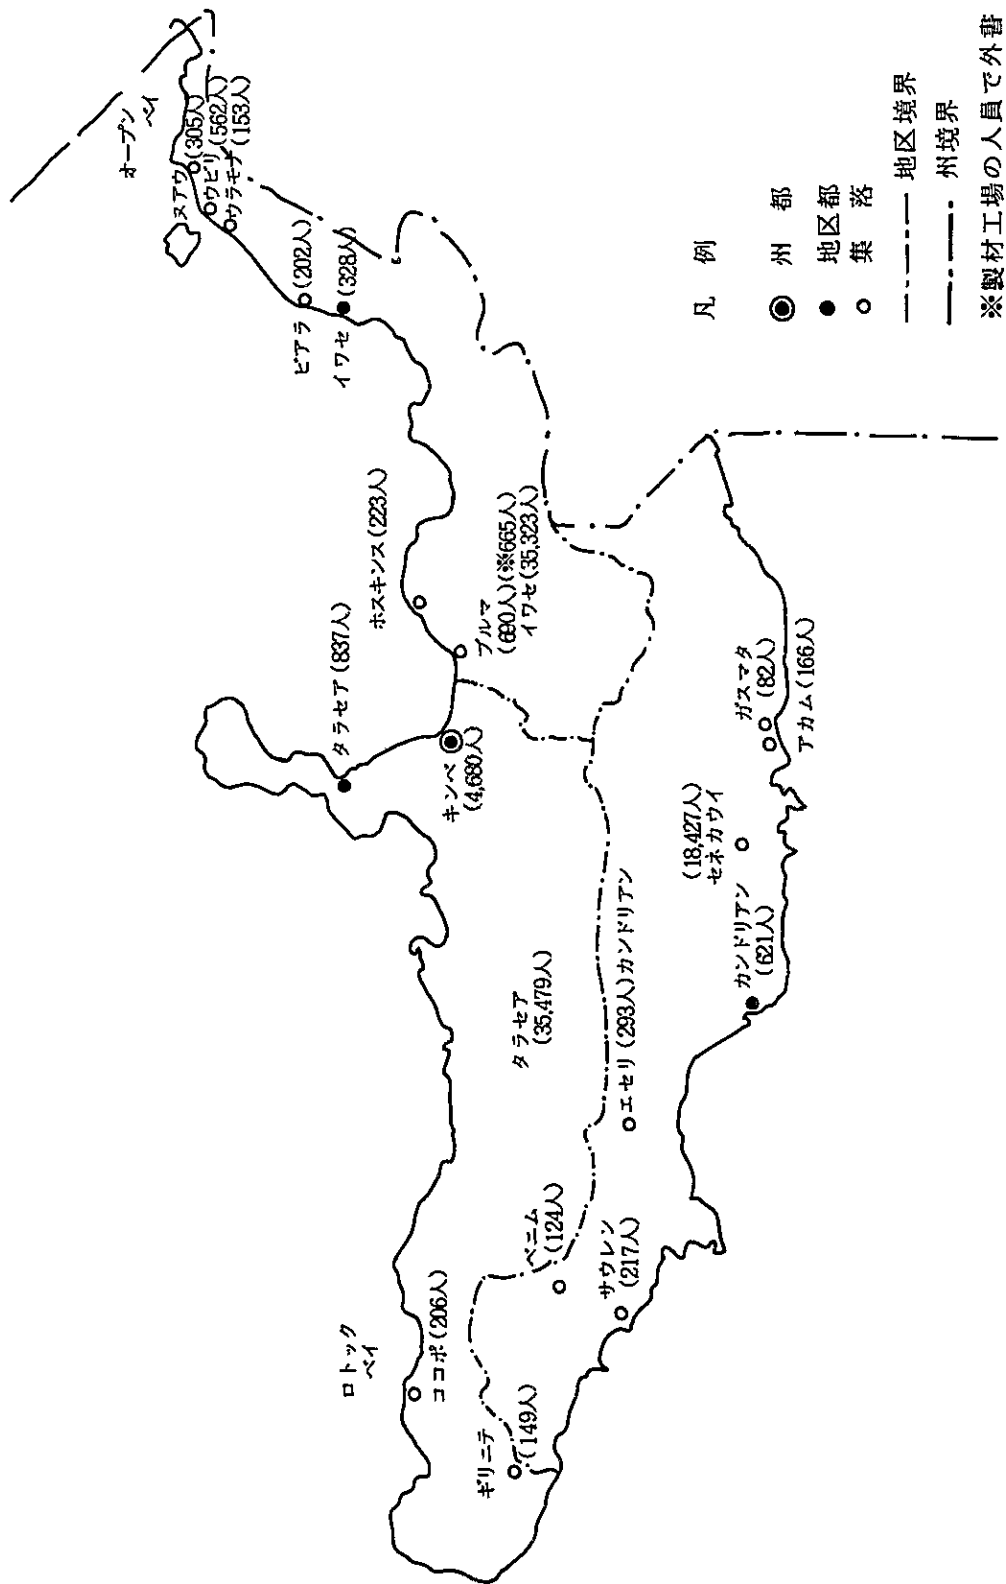 オープン
ベイ
ヌアウ (305人)
ウビリ (562人)
ウラモナ (153人)
ビアラ (202人)
イワセ (328人)
ホスキンス (223人)
タラセア (837人)
キンベ
(4,680人)
ブルマ
(690人)(※665人)
イワセ (35,323人)
ロトック
ベイ
ココポ (206人)
タラセア
(35,479人)
ギリニテ
(149人)
ベニム
(124人)
サウレン
(217人)
エセリ (293人) カンドリアン
(18,427人)
セネカウイ
カンドリアン
(621人)
ガスマタ
(82人)
アカム (166人)
凡例
州都
地区都
集落
地区境界
州境界
※製材工場の人員で外書